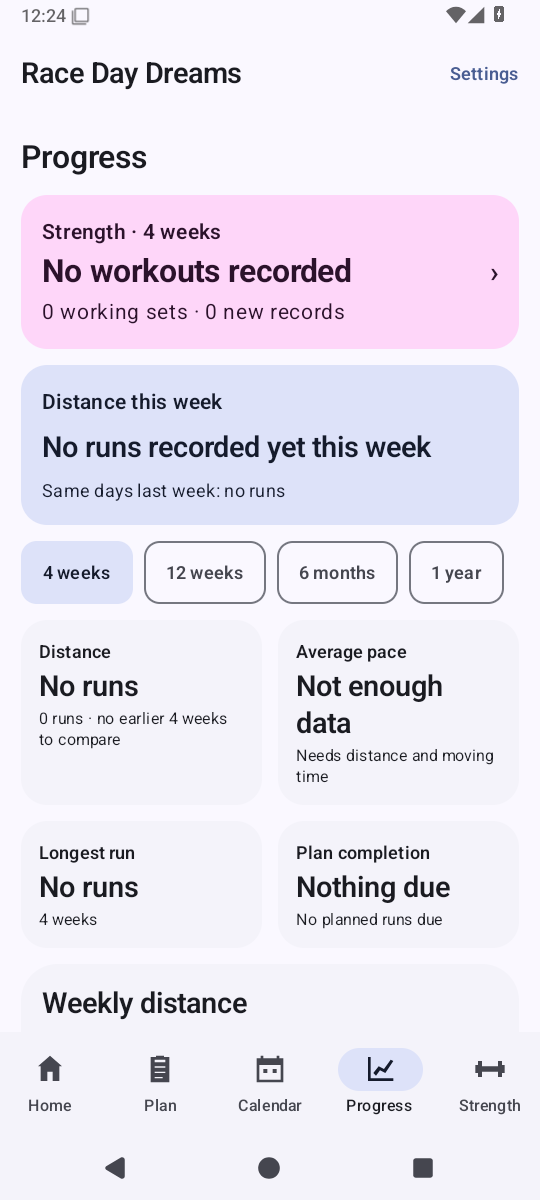 12:24
Race Day Dreams
Settings
Progress
Strength · 4 weeks
No workouts recorded
›
0 working sets · 0 new records
Distance this week
No runs recorded yet this week
Same days last week: no runs
4 weeks
12 weeks
6 months
1 year
Distance
No runs
0 runs · no earlier 4 weeks
to compare
Average pace
Not enough
data
Needs distance and moving
time
Longest run
No runs
4 weeks
Plan completion
Nothing due
No planned runs due
Weekly distance
Home
Plan
Calendar
Progress
Strength